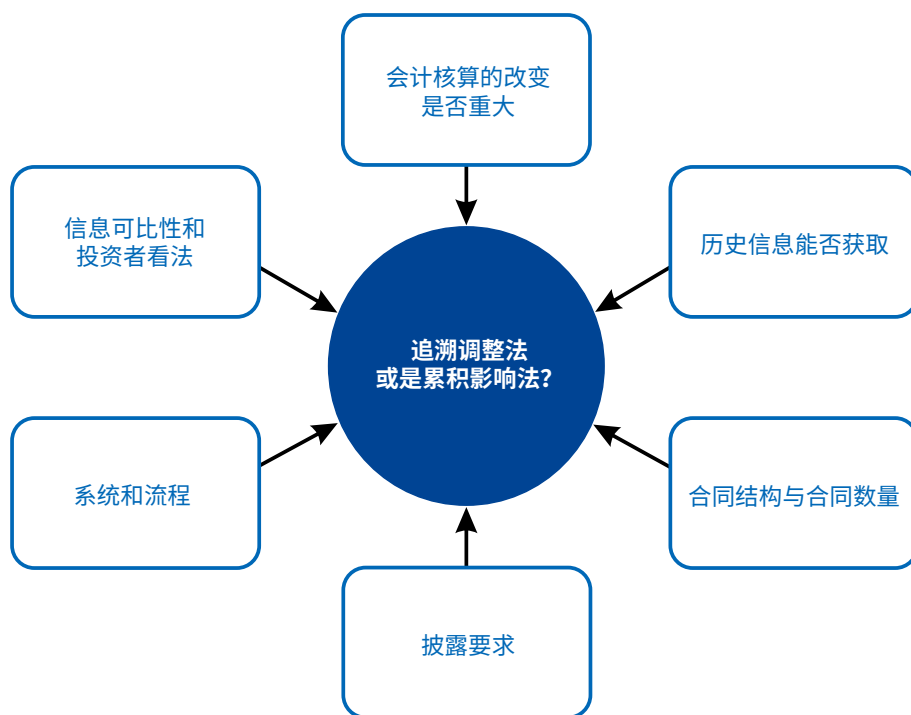 会计核算的改变
是否重大
信息可比性和
投资者看法
历史信息能否获取
追溯调整法
或是累积影响法?
系统和流程
合同结构与合同数量
披露要求